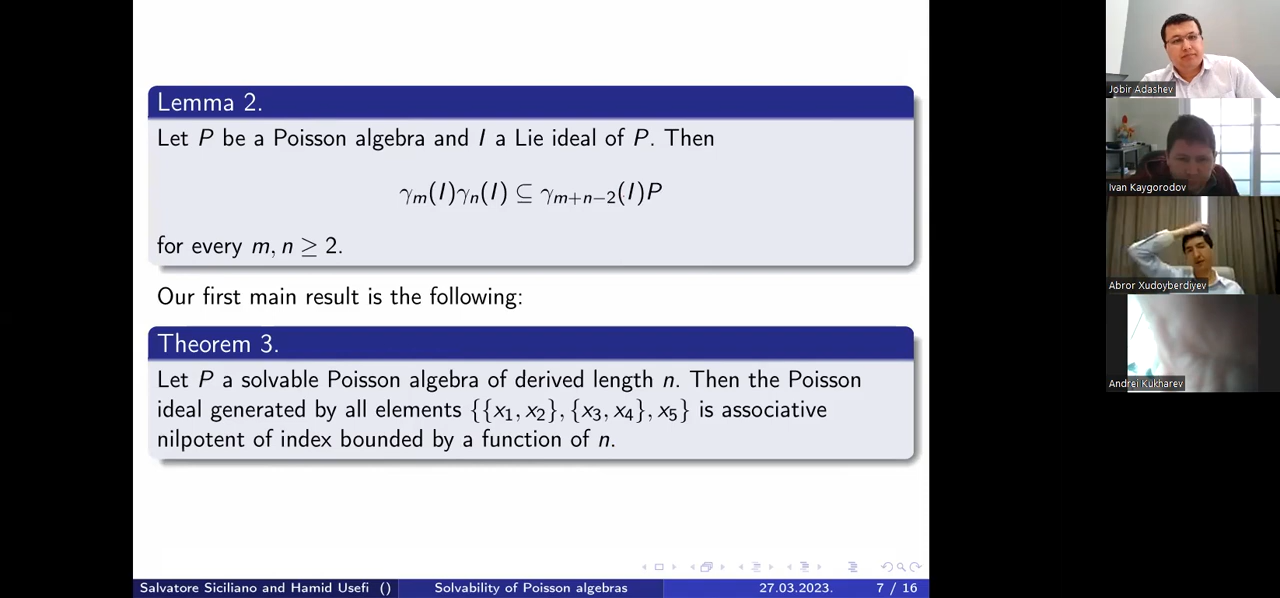 Lemma 2.
Let P be a Poisson algebra and I a Lie ideal of P. Then
γₘ(I)γₙ(I) ⊆ γₘ₊ₙ₋₂(I)P
for every m, n ≥ 2.
Our first main result is the following:
Theorem 3.
Let P a solvable Poisson algebra of derived length n. Then the Poisson
ideal generated by all elements {{x₁, x₂}, {x₃, x₄}, x₅} is associative
nilpotent of index bounded by a function of n.
Salvatore Siciliano and Hamid Usefi () Solvability of Poisson algebras 27.03.2023. 7 / 16
Jobir Adashev
Ivan Kaygorodov
Abror Xudoyberdiyev
Andrei Kukharev